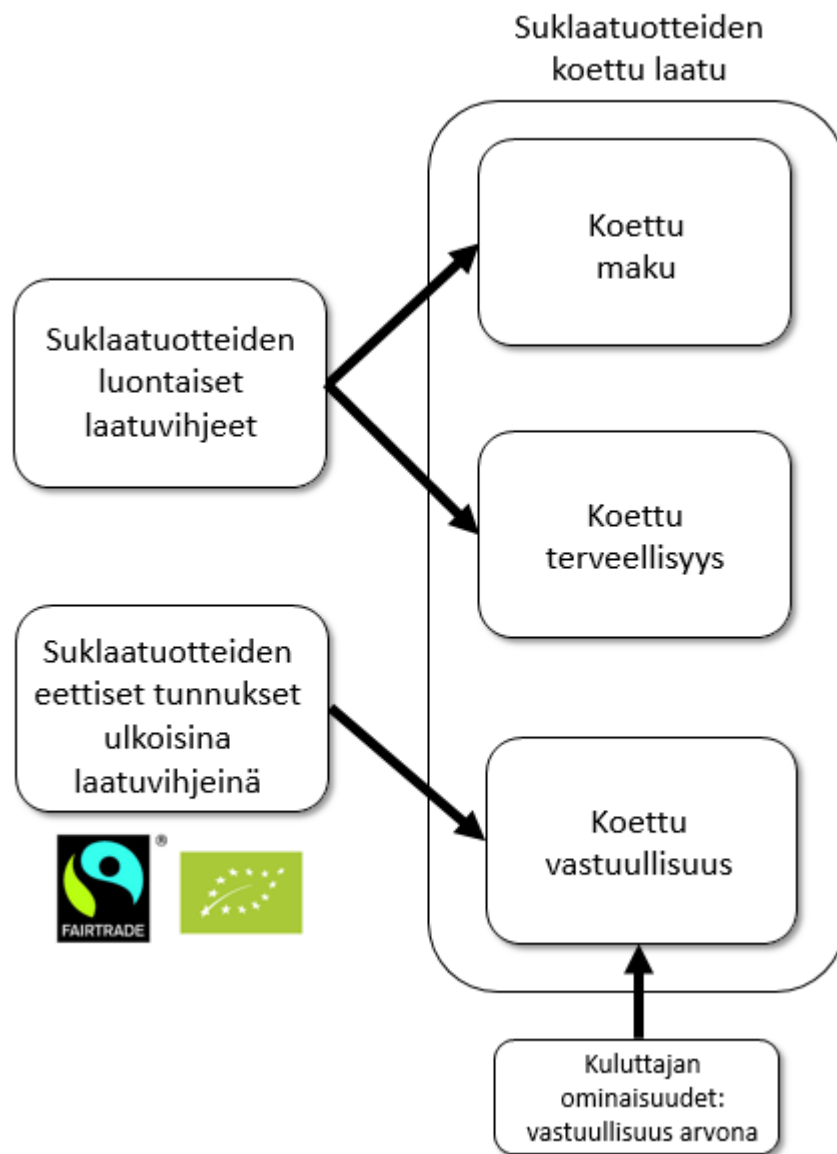 Suklaatuotteiden
koettu laatu
Koettu
maku
Suklaatuotteiden
luontaiset
laatuvihjeet
Koettu
terveellisyys
Suklaatuotteiden
eettiset tunnukset
ulkoisina
laatuvihjeinä
Koettu
vastuullisuus
®
FAIRTRADE
Kuluttajan
ominaisuudet:
vastuullisuus arvona